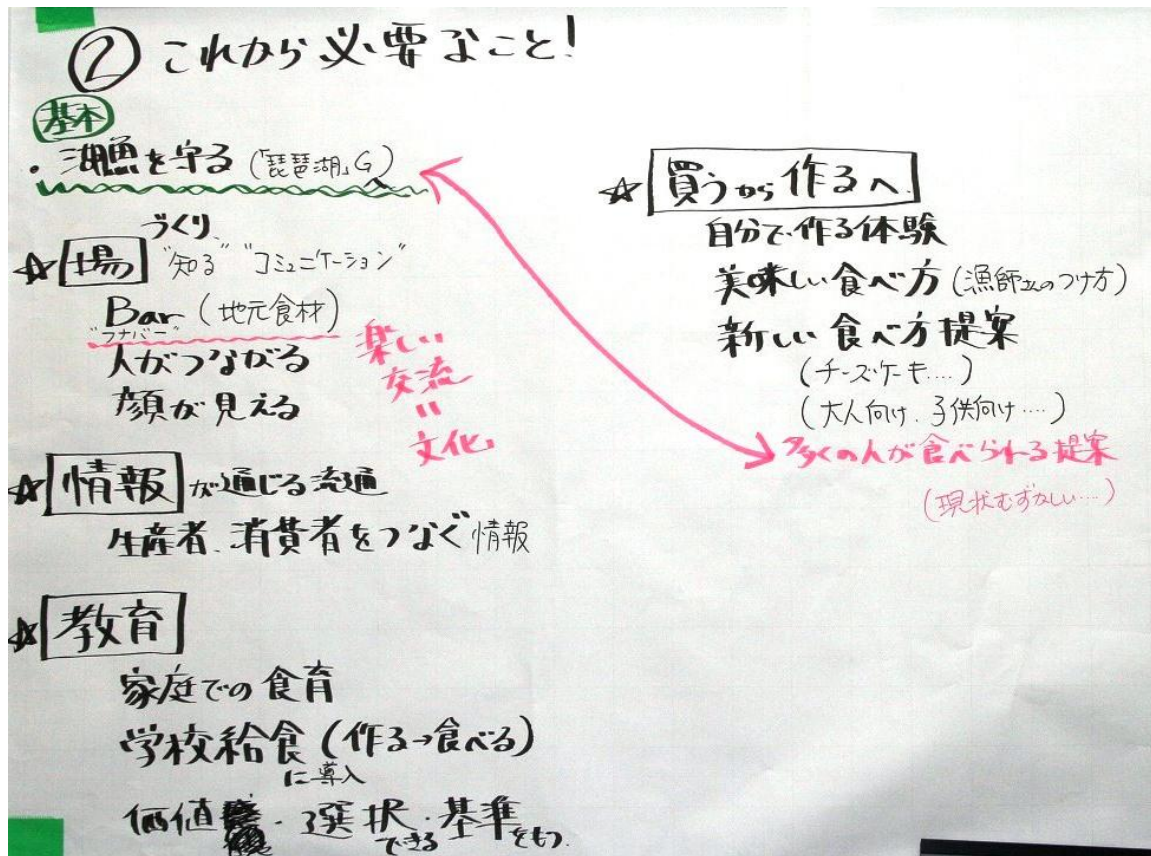 ② これから必要なこと!
基本
・湖魚を守る(「琵琶湖」Gへ)
☆場づくり "知る" "コミュニケーション"
Bar(地元食材)
"フナバー"
人がつながる
顔が見える
楽しい
交流
=
文化
☆情報が通じる流通
生産者、消費者をつなぐ情報
☆教育
家庭での食育
学校給食(作る→食べる)
に導入
価値・選択できる・基準をもつ
☆買うから作るへ
自分で作る体験
美味しい食べ方(漁師さんのつけ方)
新しい食べ方提案
(チーズケーキ....)
(大人向け、子供向け....)
多くの人が食べられる提案
(現状むずかしい....)